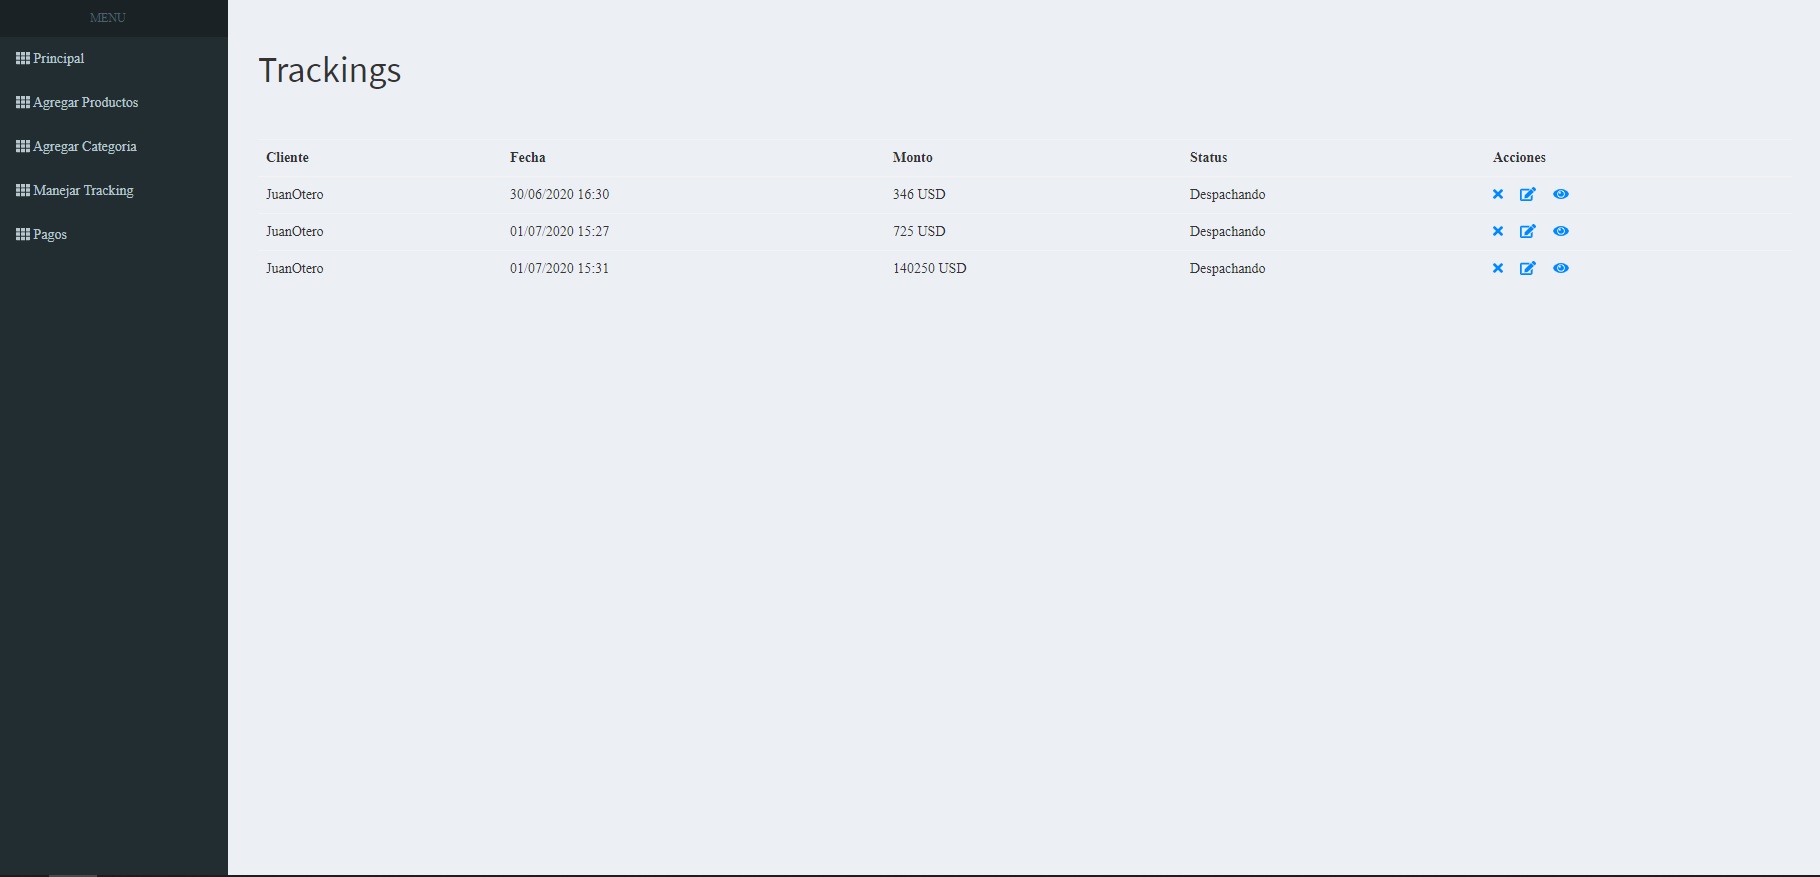 MENU
Principal
Agregar Productos
Agregar Categoria
Manejar Tracking
Pagos
Trackings
Cliente Fecha Monto Status Acciones
JuanOtero 30/06/2020 16:30 346 USD Despachando
JuanOtero 01/07/2020 15:27 725 USD Despachando
JuanOtero 01/07/2020 15:31 140250 USD Despachando